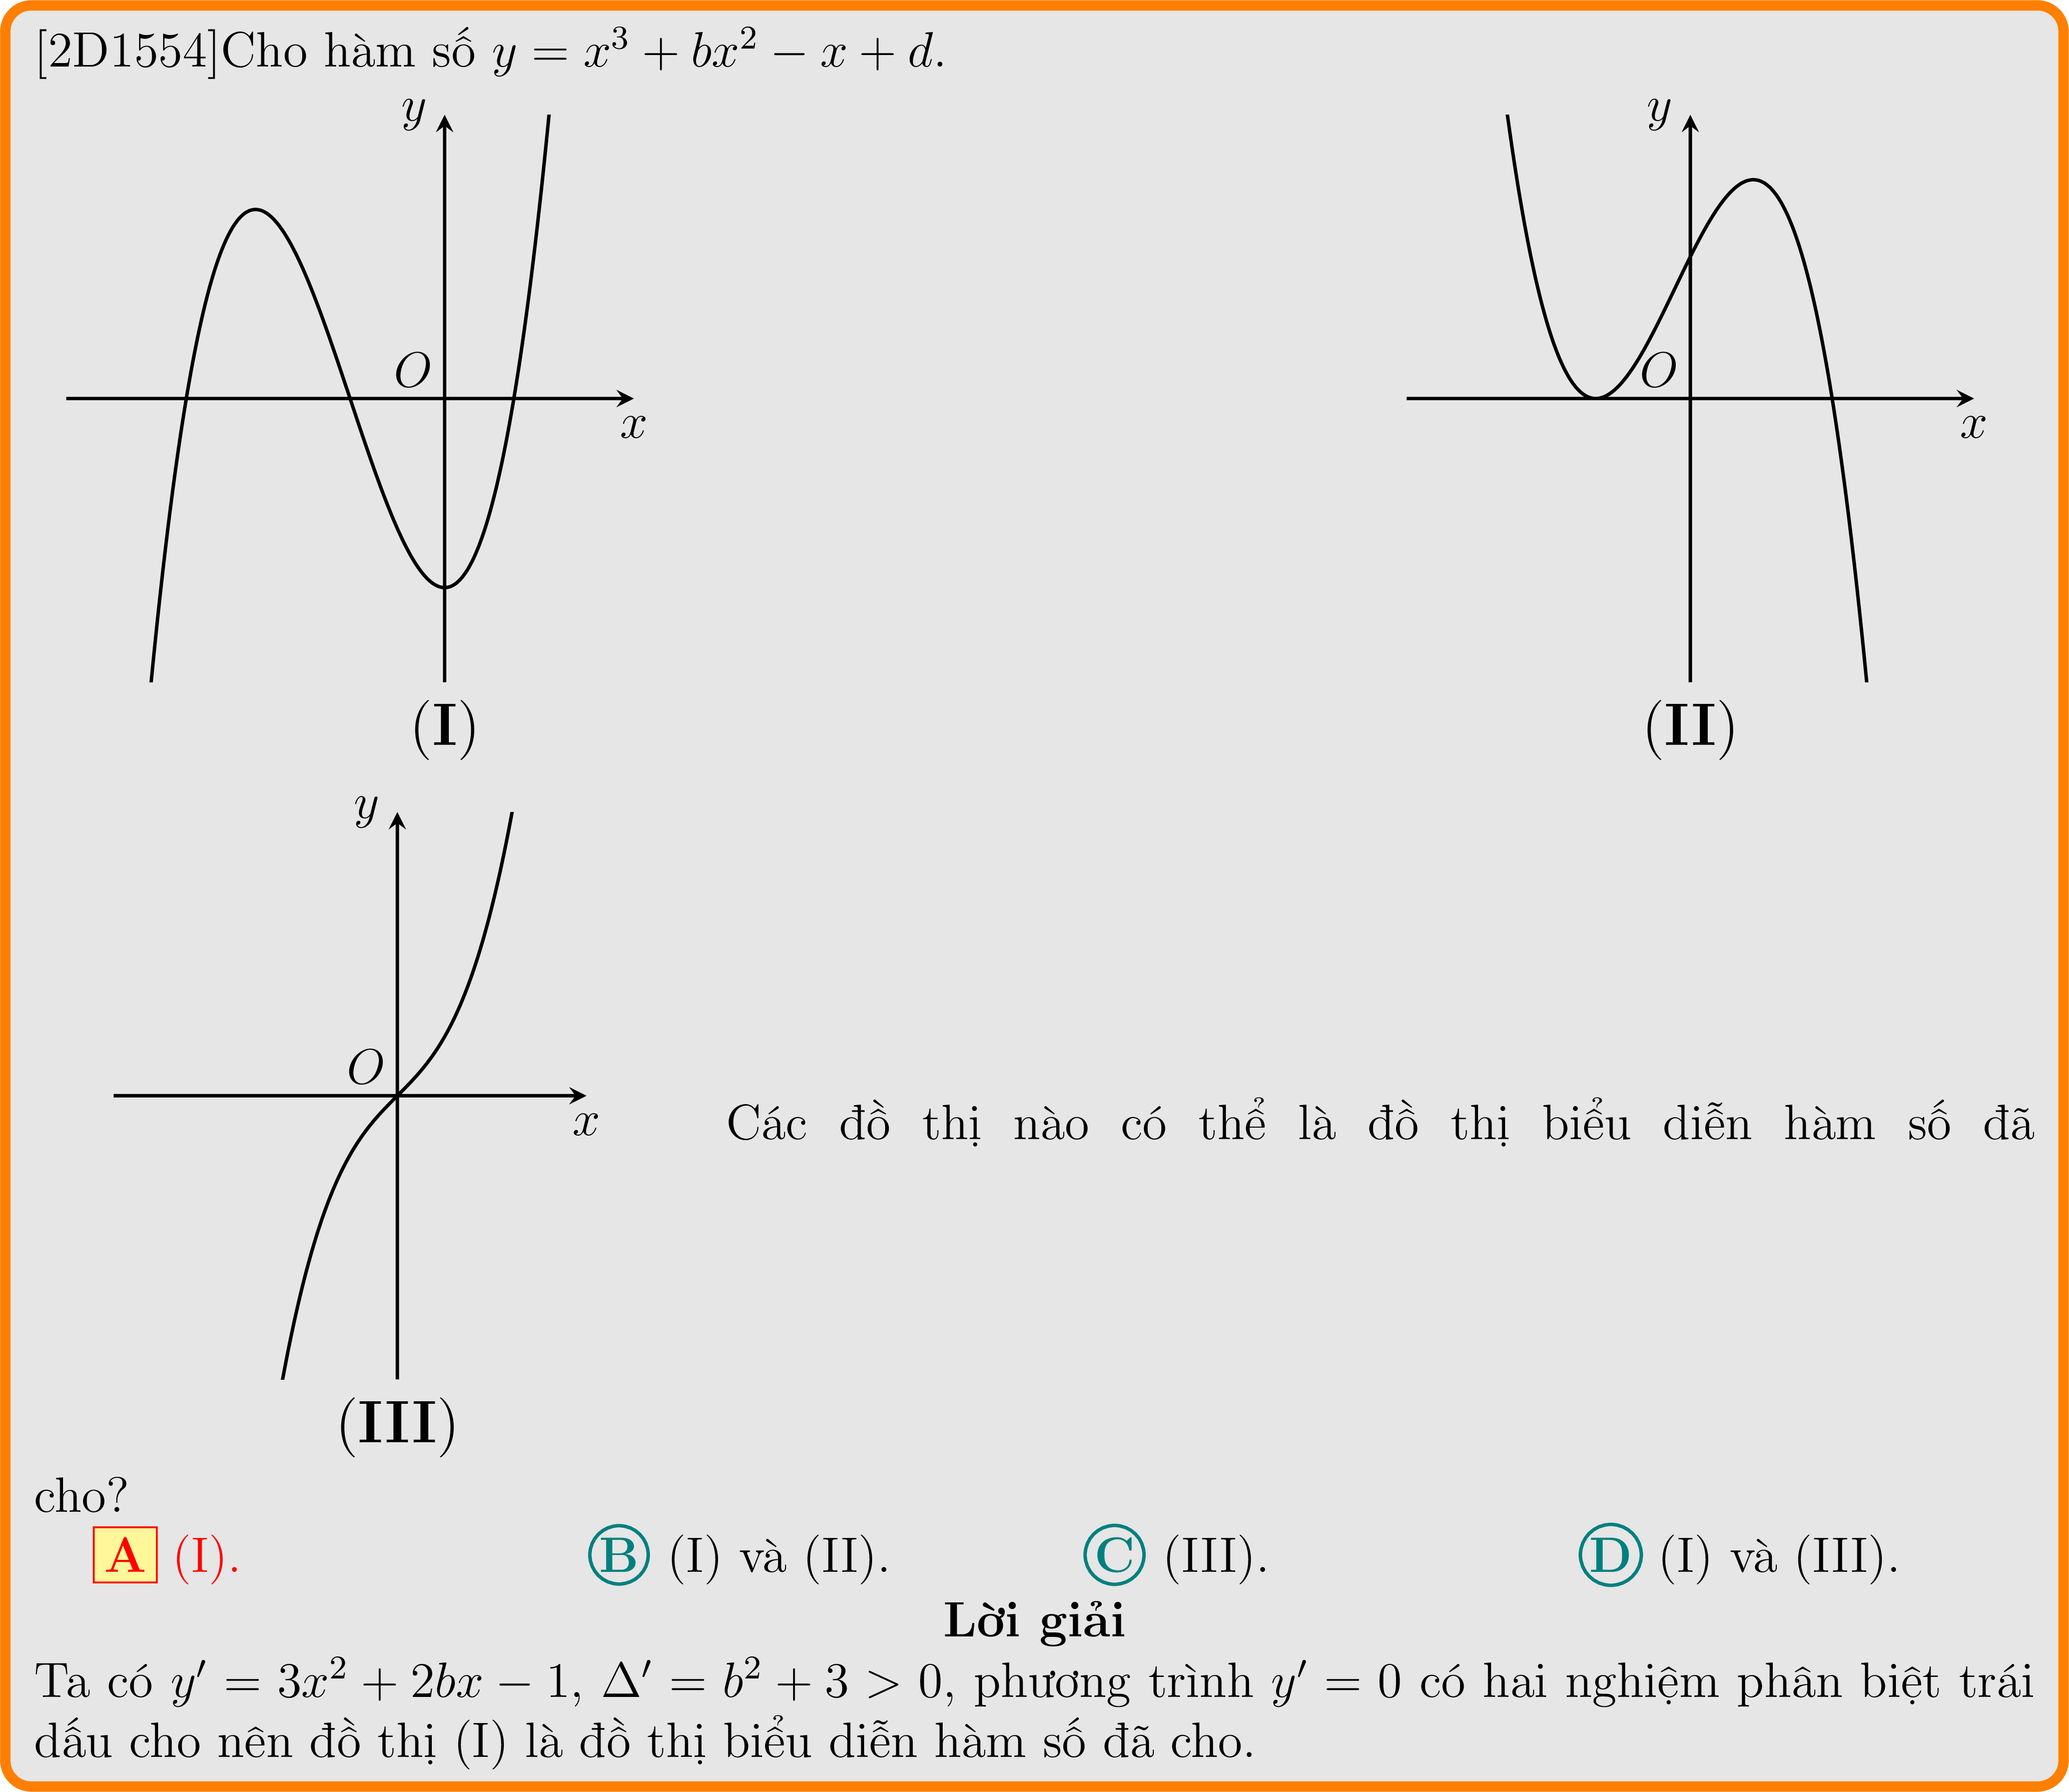 [2D1554]Cho hàm số y = x³ + bx² − x + d.
y
O
x
(I)
y
O
x
(II)
y
O
x
(III)
Các đồ thị nào có thể là đồ thị biểu diễn hàm số đã
cho?
A (I). B (I) và (II). C (III). D (I) và (III).
Lời giải
Ta có y′ = 3x² + 2bx − 1, Δ′ = b² + 3 > 0, phương trình y′ = 0 có hai nghiệm phân biệt trái
dấu cho nên đồ thị (I) là đồ thị biểu diễn hàm số đã cho.